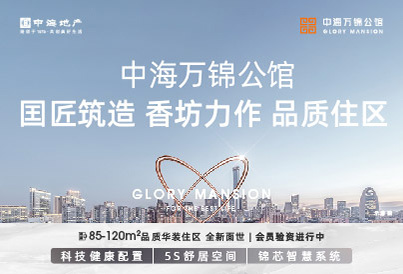 中海地产
中海万锦公馆
GLORY MANSION
中海万锦公馆
国匠筑造 香坊力作 品质住区
GLORY MANSION
FOR THE BEST LIFE
建面约85-120m²品质华装住区 全新面世 | 会员验资进行中
科技健康配置 | 5S舒居空间 | 锦芯智慧系统